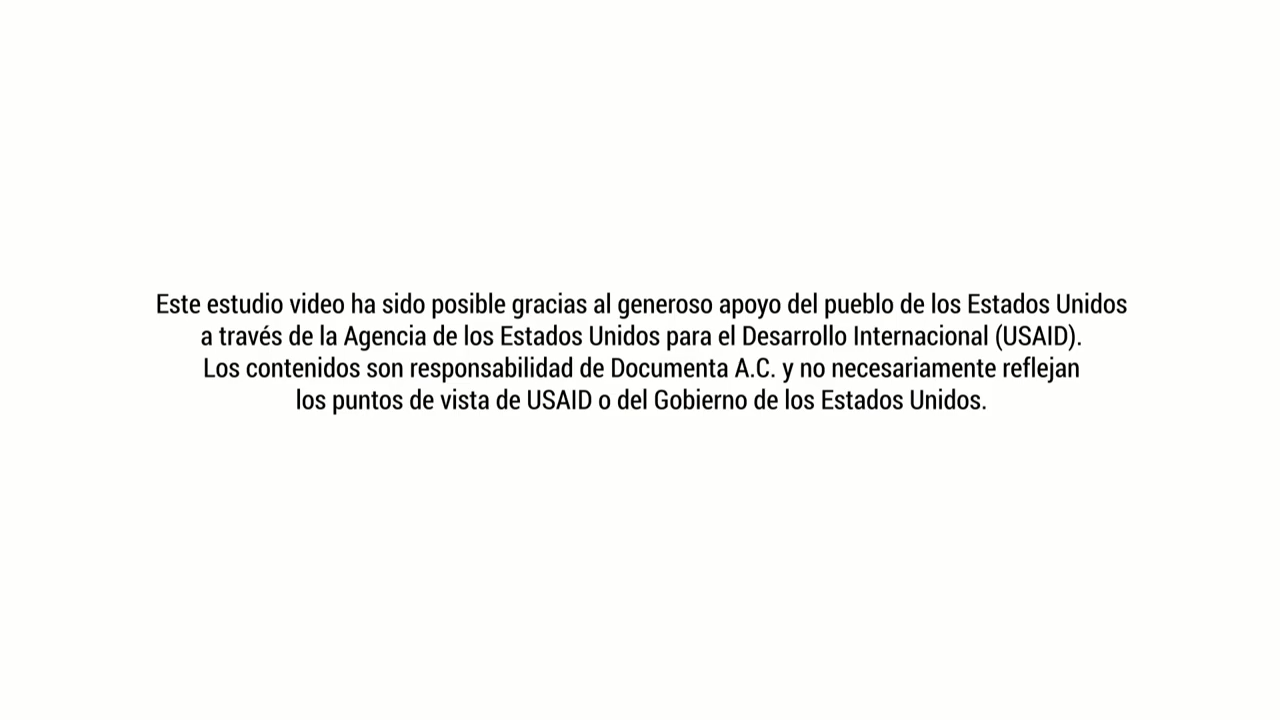 Este estudio video ha sido posible gracias al generoso apoyo del pueblo de los Estados Unidos
a través de la Agencia de los Estados Unidos para el Desarrollo Internacional (USAID).
Los contenidos son responsabilidad de Documenta A.C. y no necesariamente reflejan
los puntos de vista de USAID o del Gobierno de los Estados Unidos.